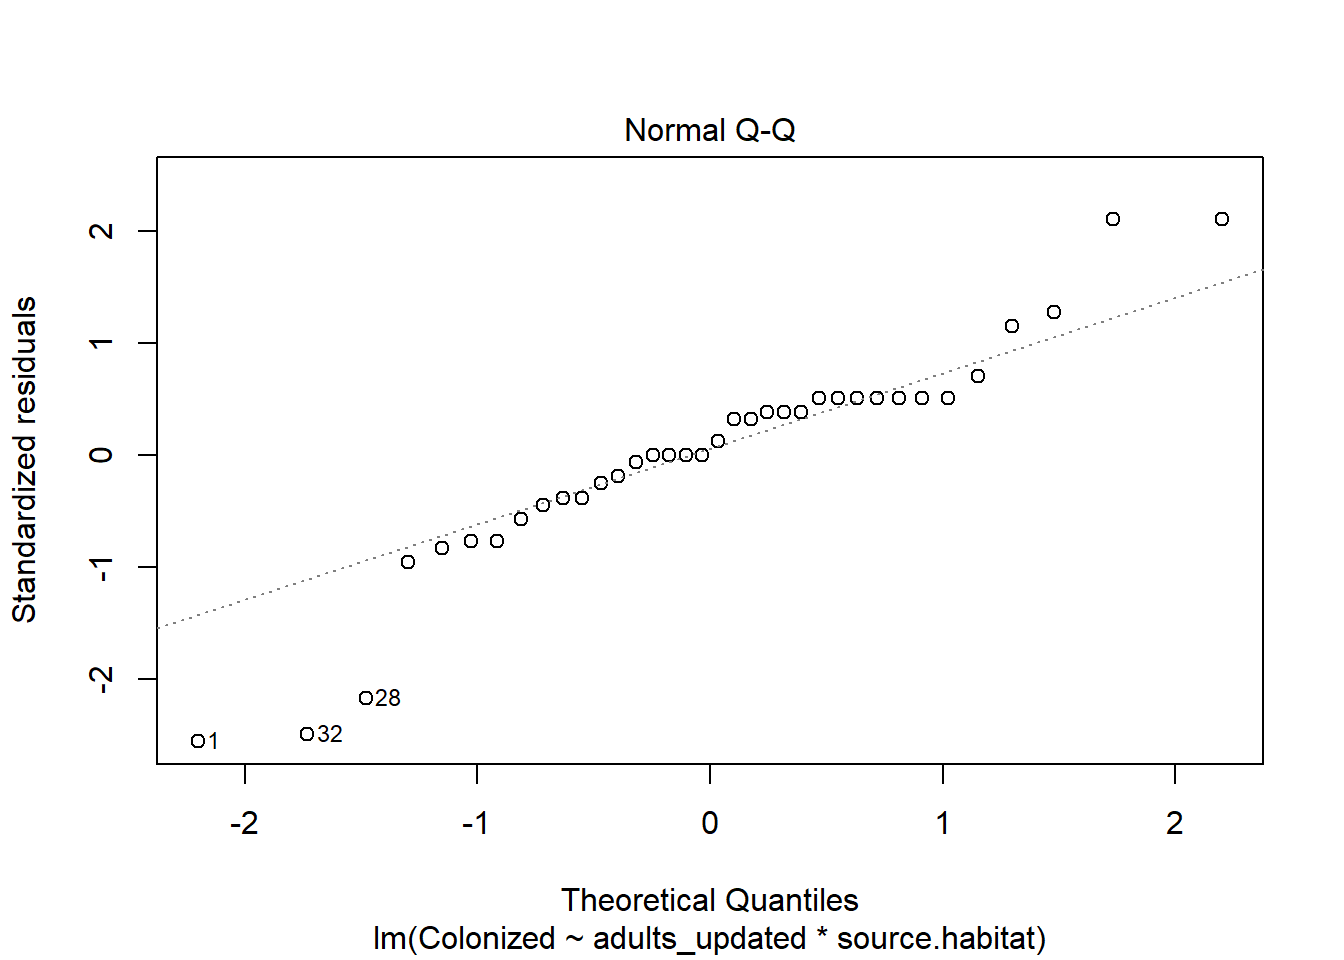 Normal Q-Q
Standardized residuals
2
1
0
-1
-2
28
32
1
-2 -1 0 1 2
Theoretical Quantiles
lm(Colonized ~ adults_updated * source.habitat)